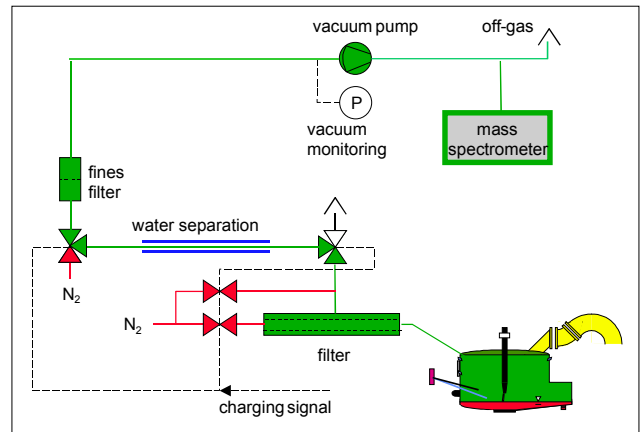 vacuum pump
off-gas
P
vacuum
monitoring
mass
spectrometer
fines
filter
water separation
N₂
N₂
filter
charging signal